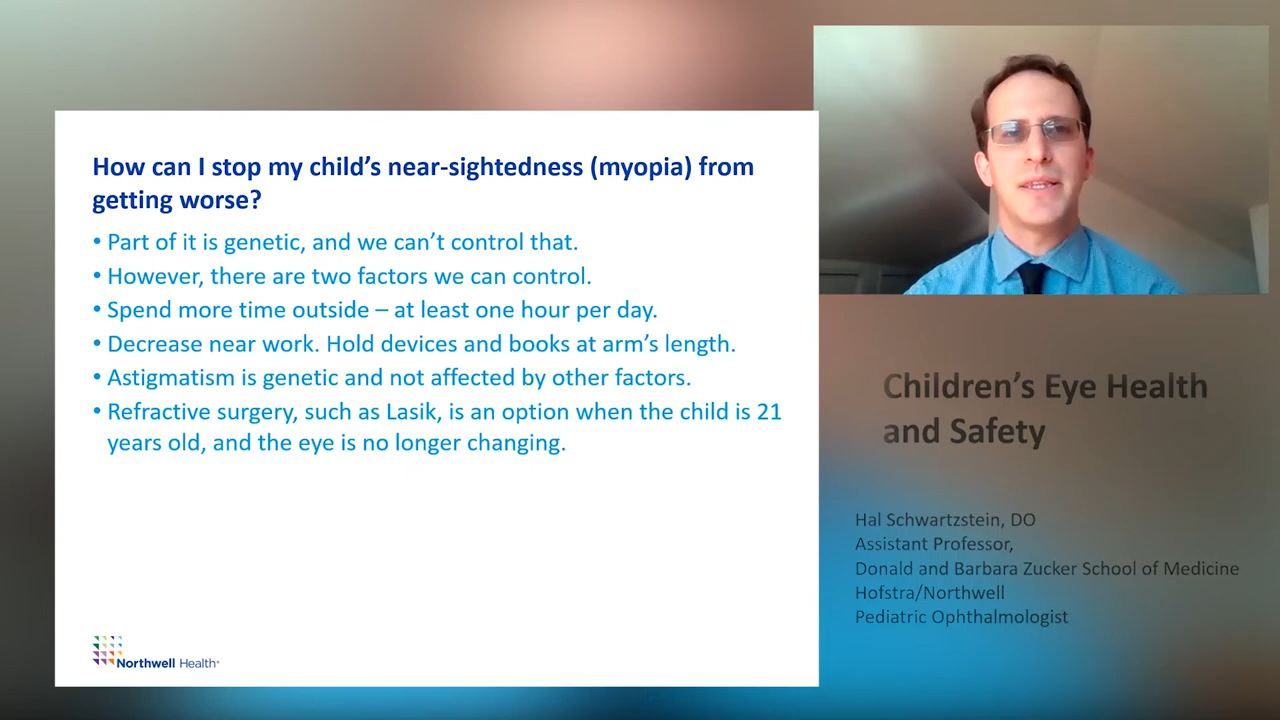 How can I stop my child's near-sightedness (myopia) from
getting worse?
• Part of it is genetic, and we can't control that.
• However, there are two factors we can control.
• Spend more time outside – at least one hour per day.
• Decrease near work. Hold devices and books at arm's length.
• Astigmatism is genetic and not affected by other factors.
• Refractive surgery, such as Lasik, is an option when the child is 21
years old, and the eye is no longer changing.
Northwell Health
Children's Eye Health
and Safety
Hal Schwartzstein, DO
Assistant Professor,
Donald and Barbara Zucker School of Medicine
Hofstra/Northwell
Pediatric Ophthalmologist